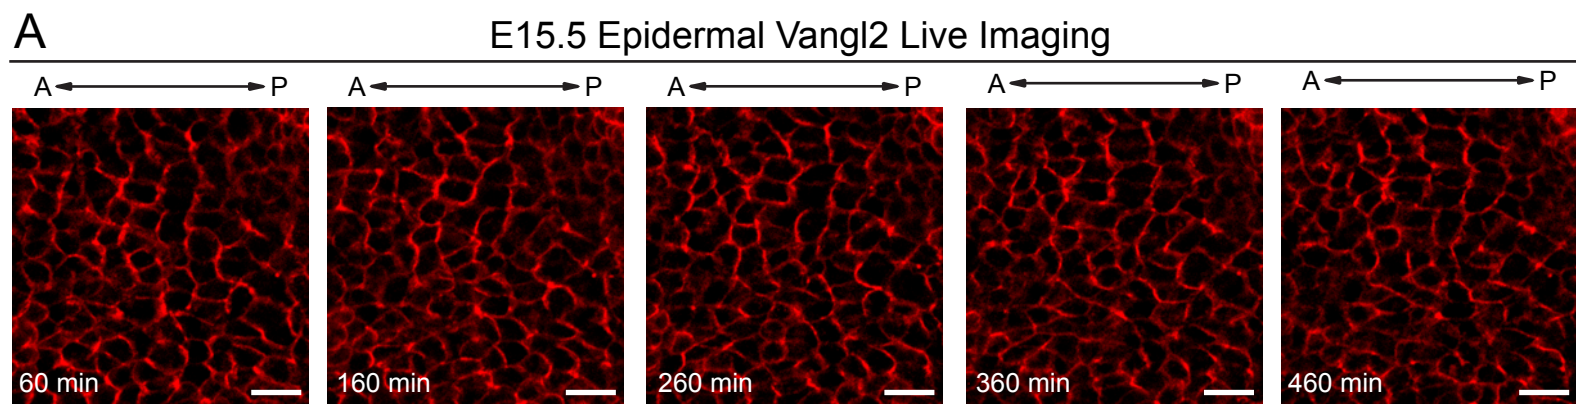 A
E15.5 Epidermal Vangl2 Live Imaging
A P A P A P A P A P
60 min 160 min 260 min 360 min 460 min